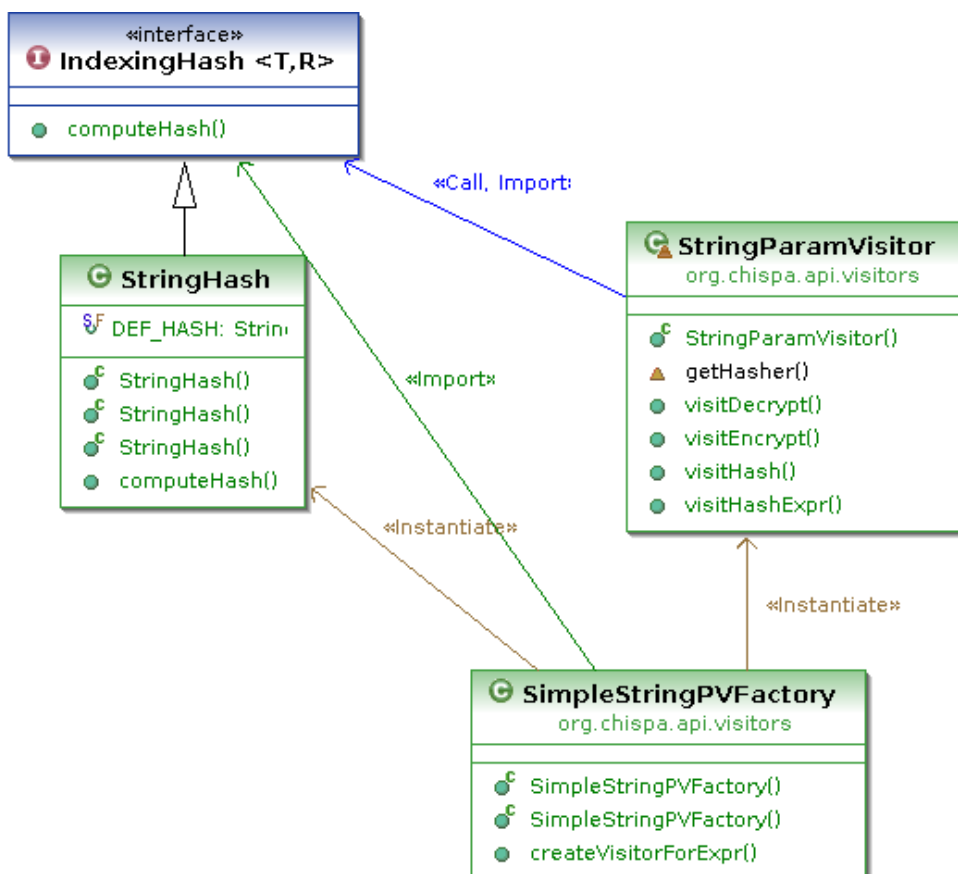 «interface»
IndexingHash <T,R>
computeHash()
«Call, Import
StringParamVisitor
org.chispa.api.visitors
StringParamVisitor()
getHasher()
visitDecrypt()
visitEncrypt()
visitHash()
visitHashExpr()
StringHash
DEF_HASH: Strin
StringHash()
StringHash()
StringHash()
computeHash()
«Import»
«Instantiate»
«Instantiate»
SimpleStringPVFactory
org.chispa.api.visitors
SimpleStringPVFactory()
SimpleStringPVFactory()
createVisitorForExpr()